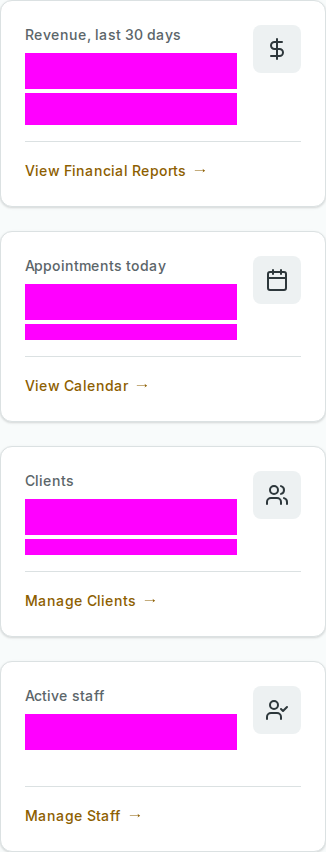 Revenue, last 30 days
View Financial Reports →
Appointments today
View Calendar →
Clients
Manage Clients →
Active staff
Manage Staff →